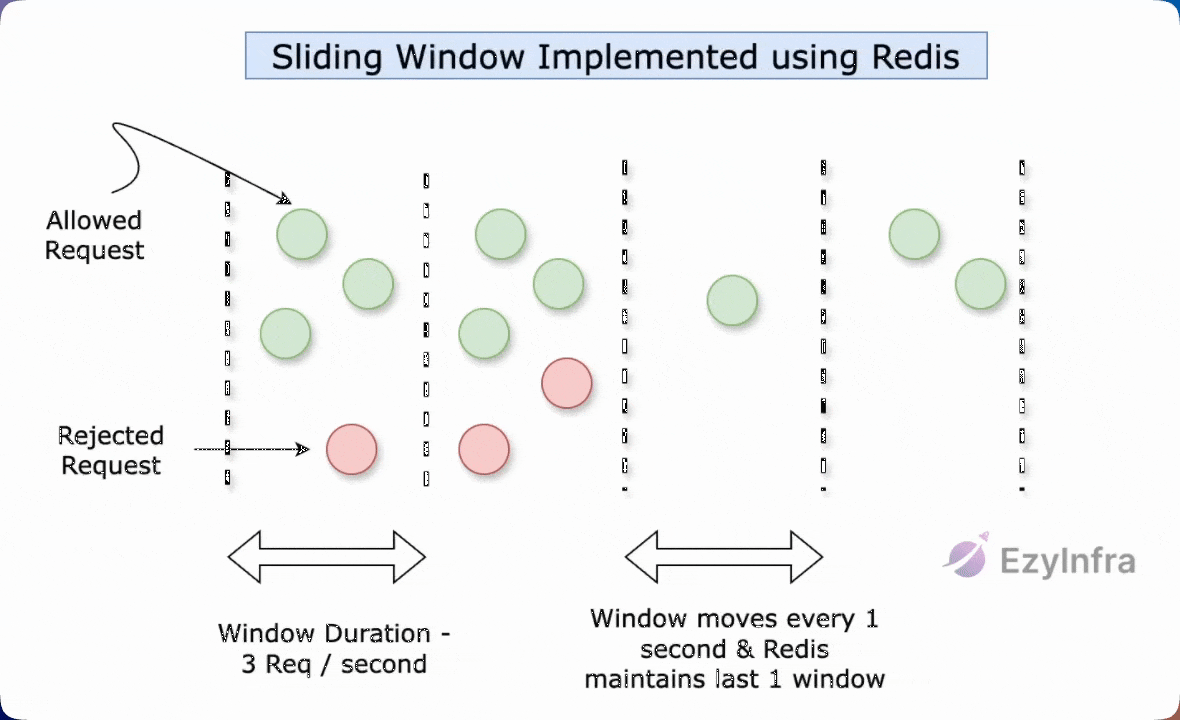 Sliding Window Implemented using Redis
Allowed
Request
Rejected
Request
EzyInfra
Window Duration -
3 Req / second
Window moves every 1
second & Redis
maintains last 1 window